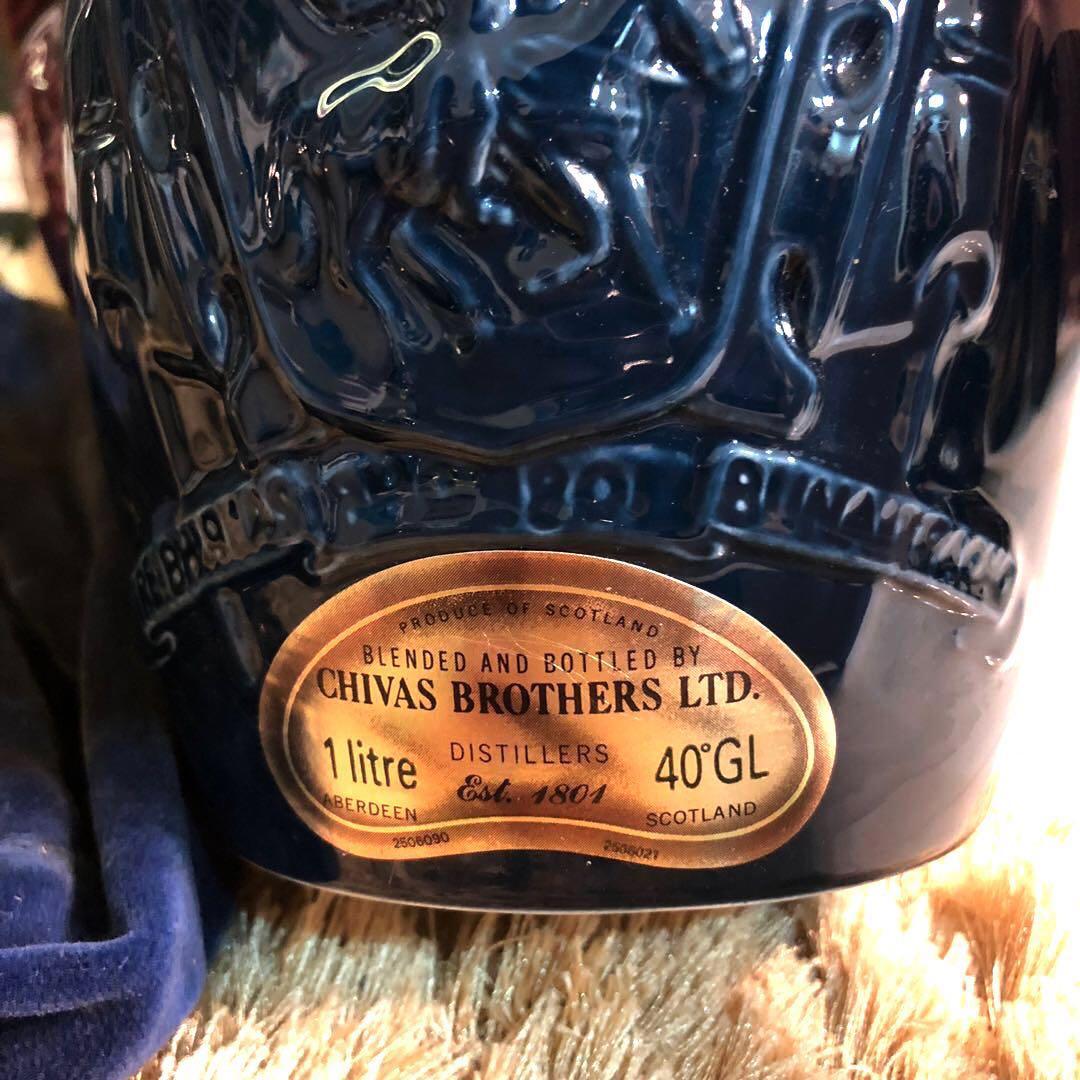 PRODUCE OF SCOTLAND
BLENDED AND BOTTLED BY
CHIVAS BROTHERS LTD.
1 litre DISTILLERS 40°GL
Est. 1801
ABERDEEN SCOTLAND
2506090